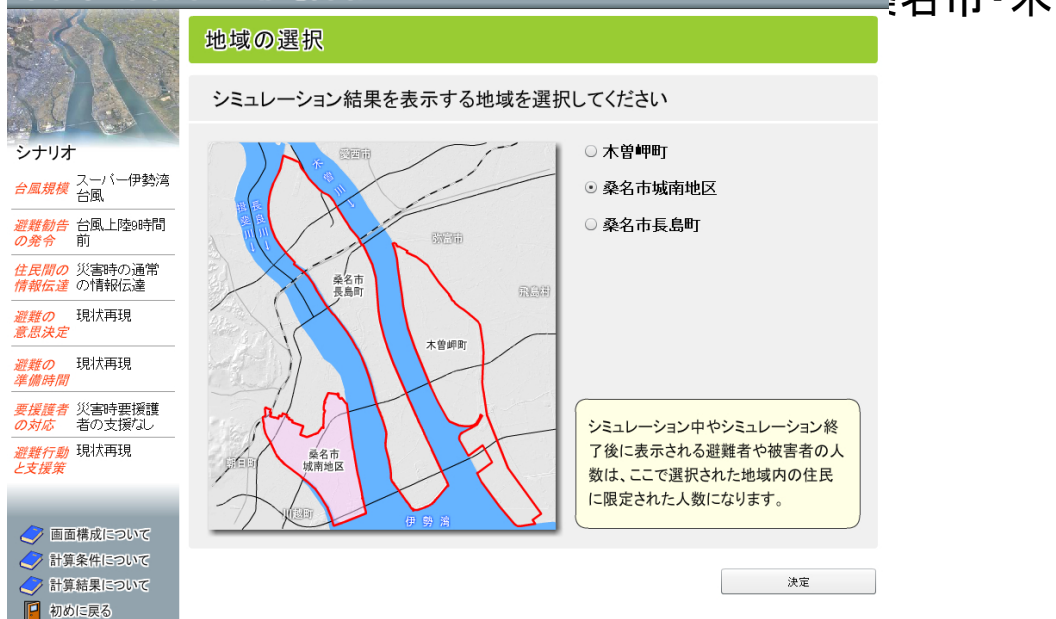 桑名市・木
地域の選択
シミュレーション結果を表示する地域を選択してください
シナリオ
台風規模 スーパー伊勢湾
台風
避難勧告 台風上陸9時間
の発令 前
住民間の 災害時の通常
情報伝達 の情報伝達
避難の 現状再現
意思決定
避難の 現状再現
準備時間
要援護者 災害時要援護
の対応 者の支援なし
避難行動 現状再現
と支援策
画面構成について
計算条件について
計算結果について
初めに戻る
愛西市
木曽川→
長良川→
揖斐川→
弥富市
桑名市
長島町
飛島村
木曽岬町
桑名市
城南地区
朝日町
川越町
伊勢湾
木曽岬町
桑名市城南地区
桑名市長島町
シミュレーション中やシミュレーション終
了後に表示される避難者や被害者の人
数は、ここで選択された地域内の住民
に限定された人数になります。
決定